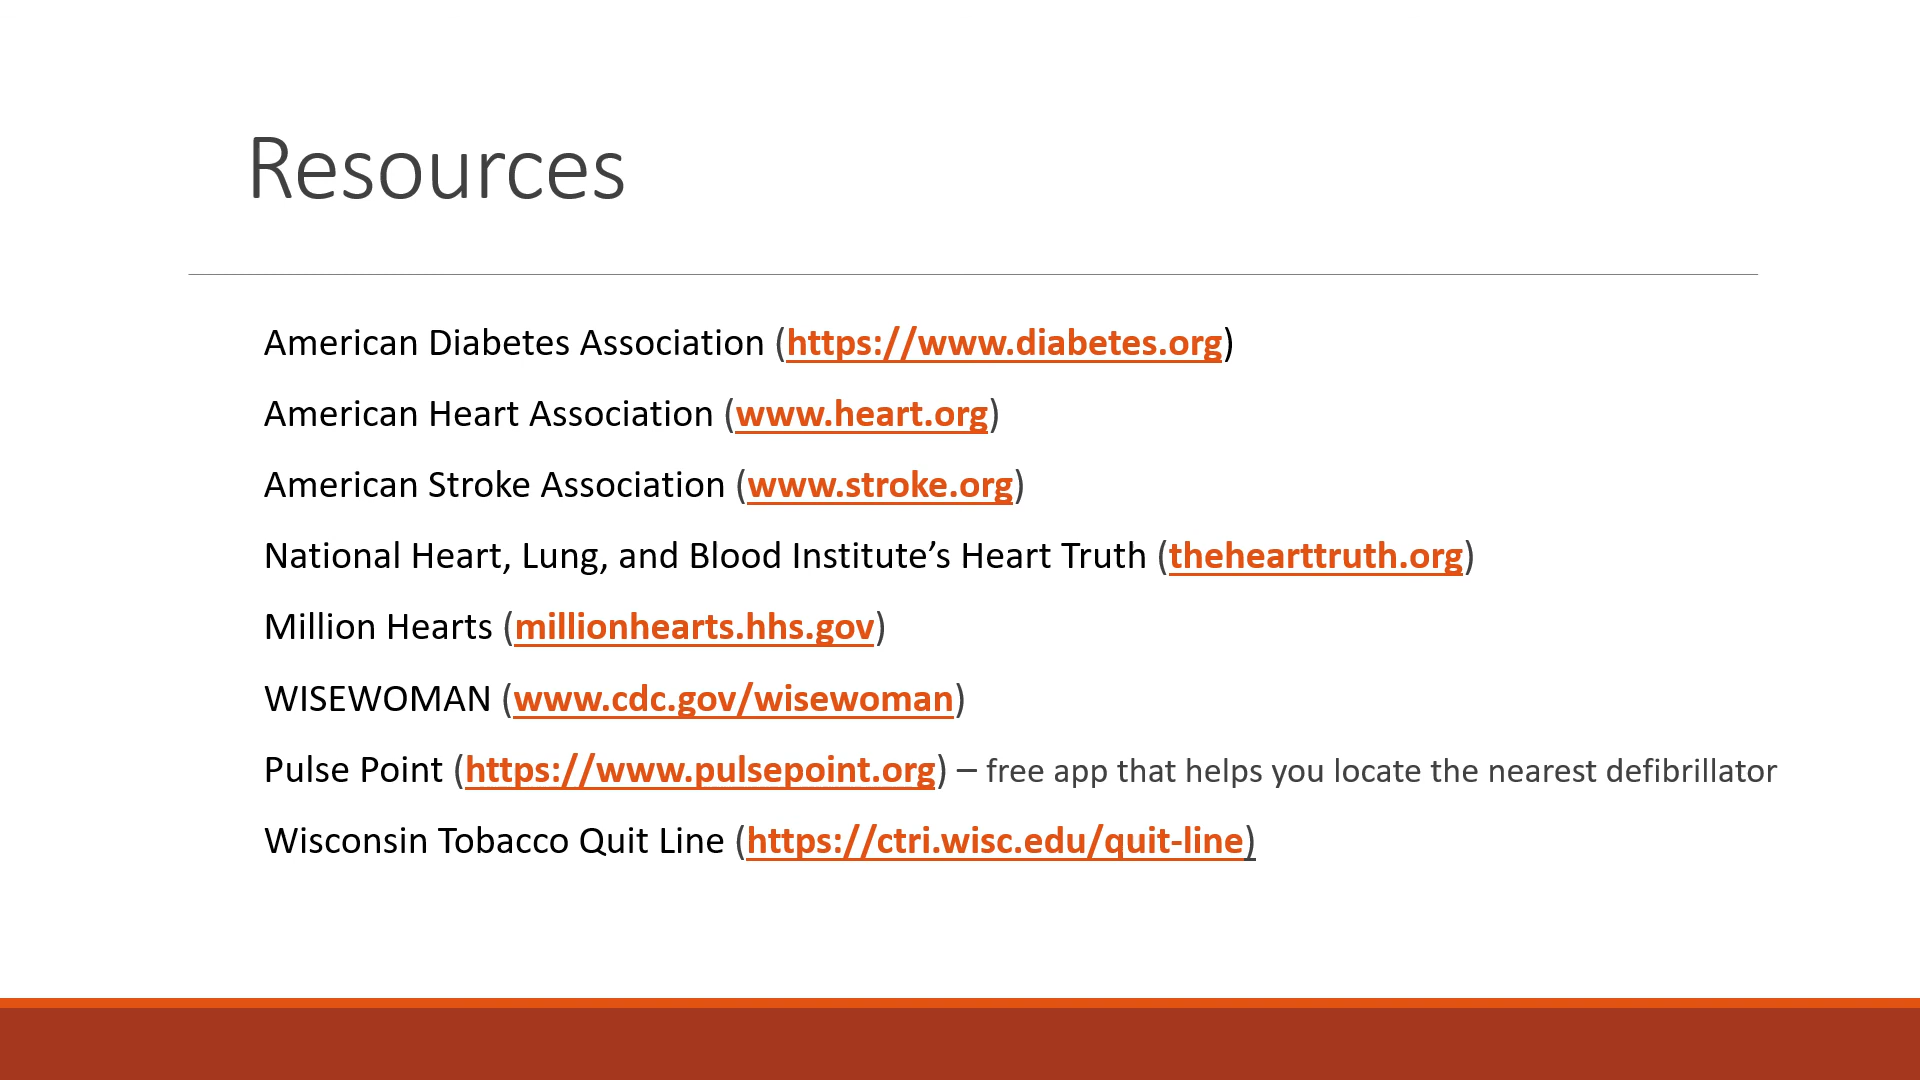 Resources
American Diabetes Association (https://www.diabetes.org)
American Heart Association (www.heart.org)
American Stroke Association (www.stroke.org)
National Heart, Lung, and Blood Institute’s Heart Truth (thehearttruth.org)
Million Hearts (millionhearts.hhs.gov)
WISEWOMAN (www.cdc.gov/wisewoman)
Pulse Point (https://www.pulsepoint.org) – free app that helps you locate the nearest defibrillator
Wisconsin Tobacco Quit Line (https://ctri.wisc.edu/quit-line)